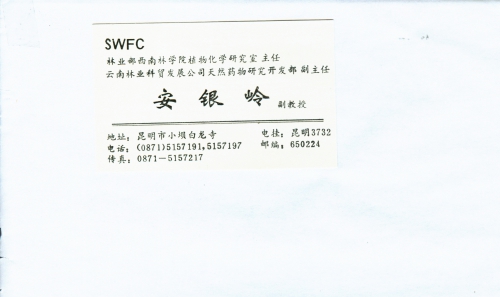 SWFC
林业部西南林学院植物化学研究室 主任
云南林业科贸发展公司天然药物研究开发部 副主任
安银岭 副教授
地址：昆明市小坝白龙寺 电挂：昆明3732
电话：(0871)5157191,5157197 邮编：650224
传真：0871-5157217